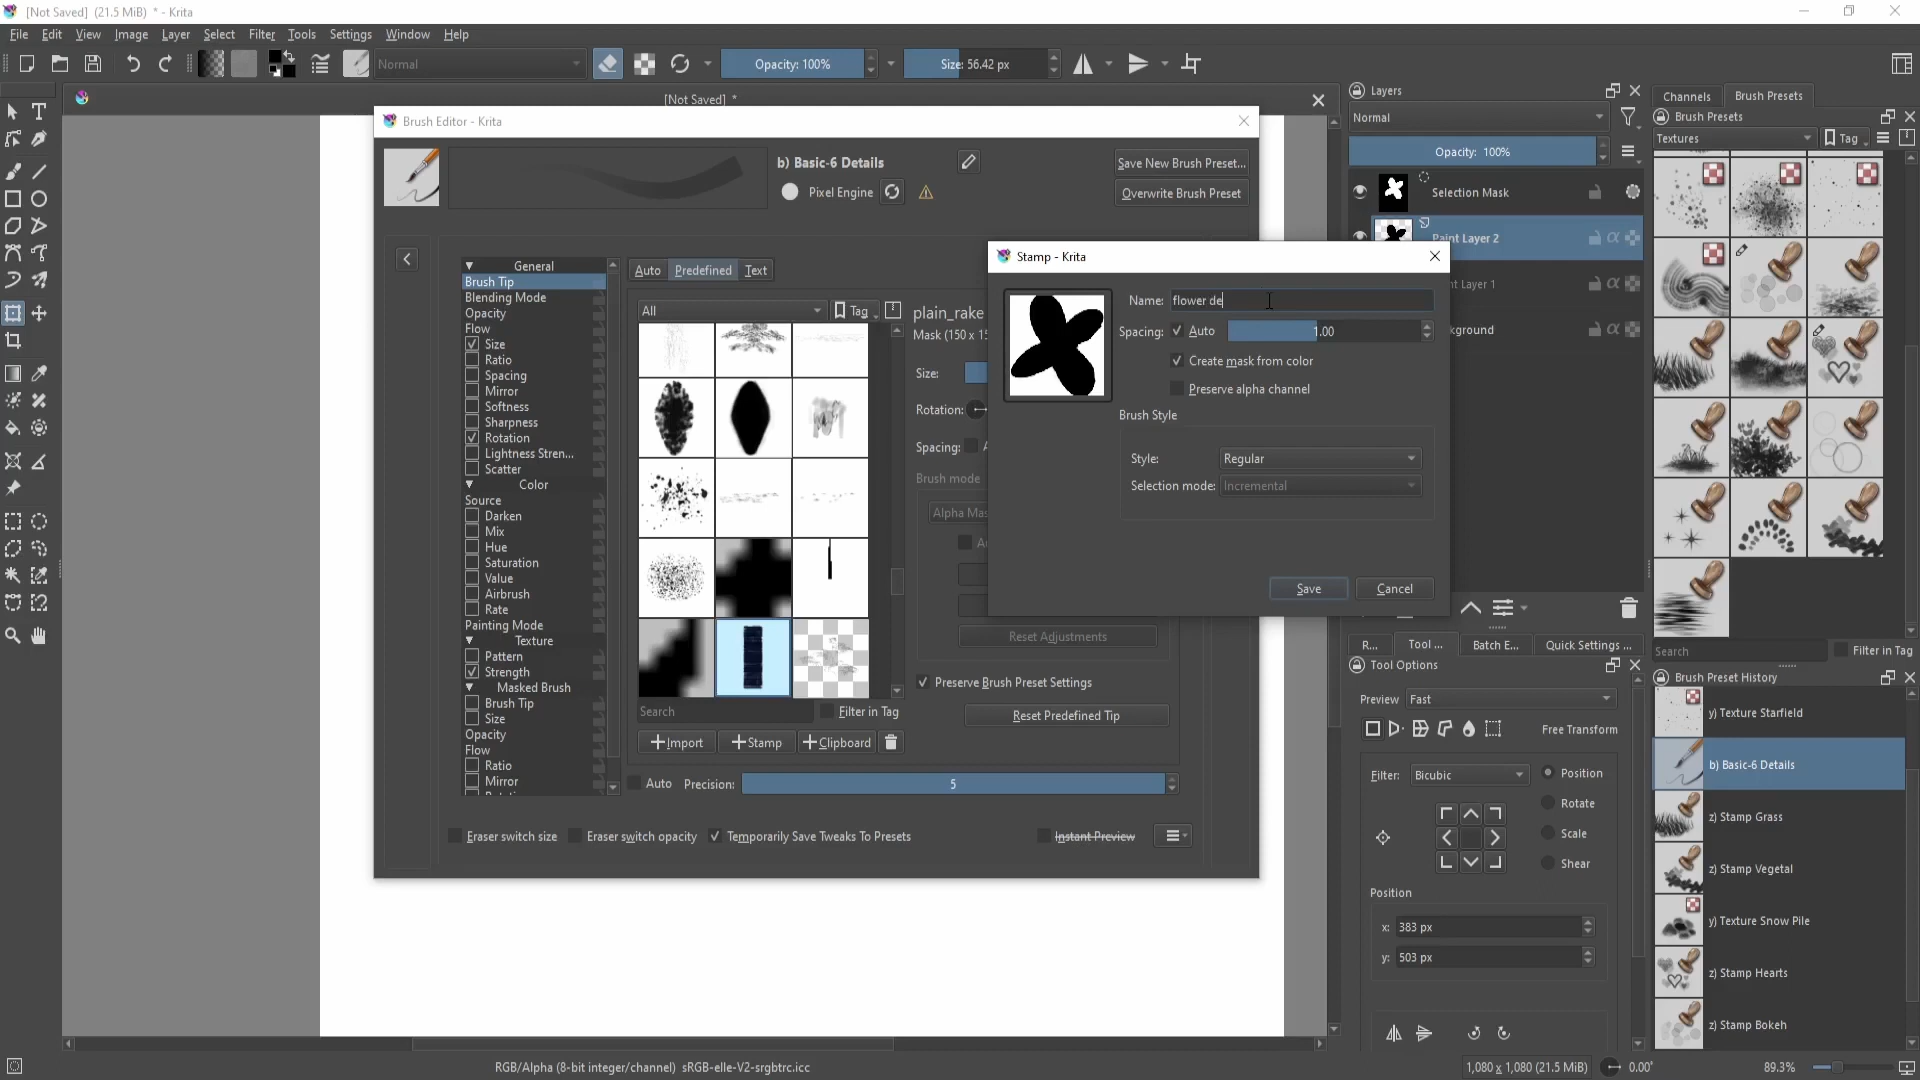 [Not Saved] (21.5 MiB) * - Krita
File Edit View Image Layer Select Filter Tools Settings Window Help
Normal
Opacity: 100%
Size: 56.42 px
[Not Saved] *
Brush Editor - Krita
b) Basic-6 Details
Pixel Engine
Save New Brush Preset...
Overwrite Brush Preset
General
Brush Tip
Blending Mode
Opacity
Flow
Size
Ratio
Spacing
Mirror
Softness
Sharpness
Rotation
Lightness Stren...
Scatter
Color
Source
Darken
Mix
Hue
Saturation
Value
Airbrush
Rate
Painting Mode
Texture
Pattern
Strength
Masked Brush
Brush Tip
Size
Opacity
Flow
Ratio
Mirror
Auto Predefined Text
All
Tag
plain_rake
Mask (150 x 15
Size:
Rotation:
Spacing:
Brush mode
Alpha Mas
Reset Adjustments
Preserve Brush Preset Settings
Reset Predefined Tip
Search
Filter in Tag
Import
Stamp
Clipboard
Auto Precision: 5
Eraser switch size
Eraser switch opacity
Temporarily Save Tweaks To Presets
Instant Preview
Stamp - Krita
Name: flower de
Spacing: Auto 1.00
Create mask from color
Preserve alpha channel
Brush Style
Style: Regular
Selection mode: Incremental
Save
Cancel
Layers
Normal
Opacity: 100%
Selection Mask
Paint Layer 2
nt Layer 1
kground
R...
Tool ...
Batch E...
Quick Settings ...
Tool Options
Preview Fast
Free Transform
Filter: Bicubic
Position
Rotate
Scale
Shear
Position
x: 383 px
y: 503 px
Channels
Brush Presets
Brush Presets
Textures
Tag
Search
Filter in Tag
Brush Preset History
y) Texture Starfield
b) Basic-6 Details
z) Stamp Grass
z) Stamp Vegetal
y) Texture Snow Pile
z) Stamp Hearts
z) Stamp Bokeh
RGB/Alpha (8-bit integer/channel) sRGB-elle-V2-srgbtrc.icc
1,080 x 1,080 (21.5 MiB)
0.00°
89.3%